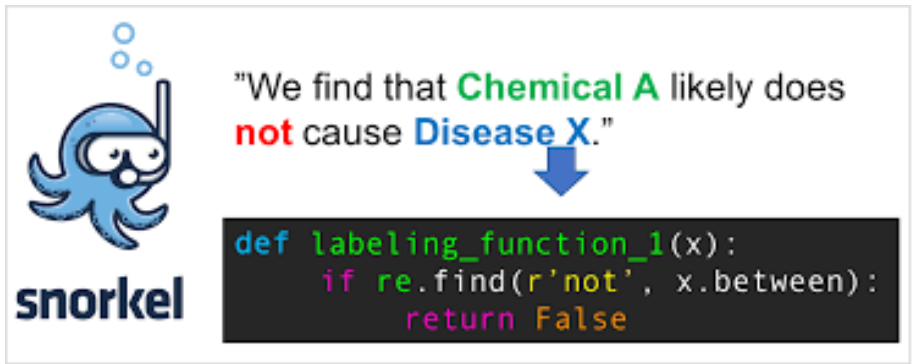 "We find that Chemical A likely does
not cause Disease X."
def labeling_function_1(x):
if re.find(r'not', x.between):
return False
snorkel